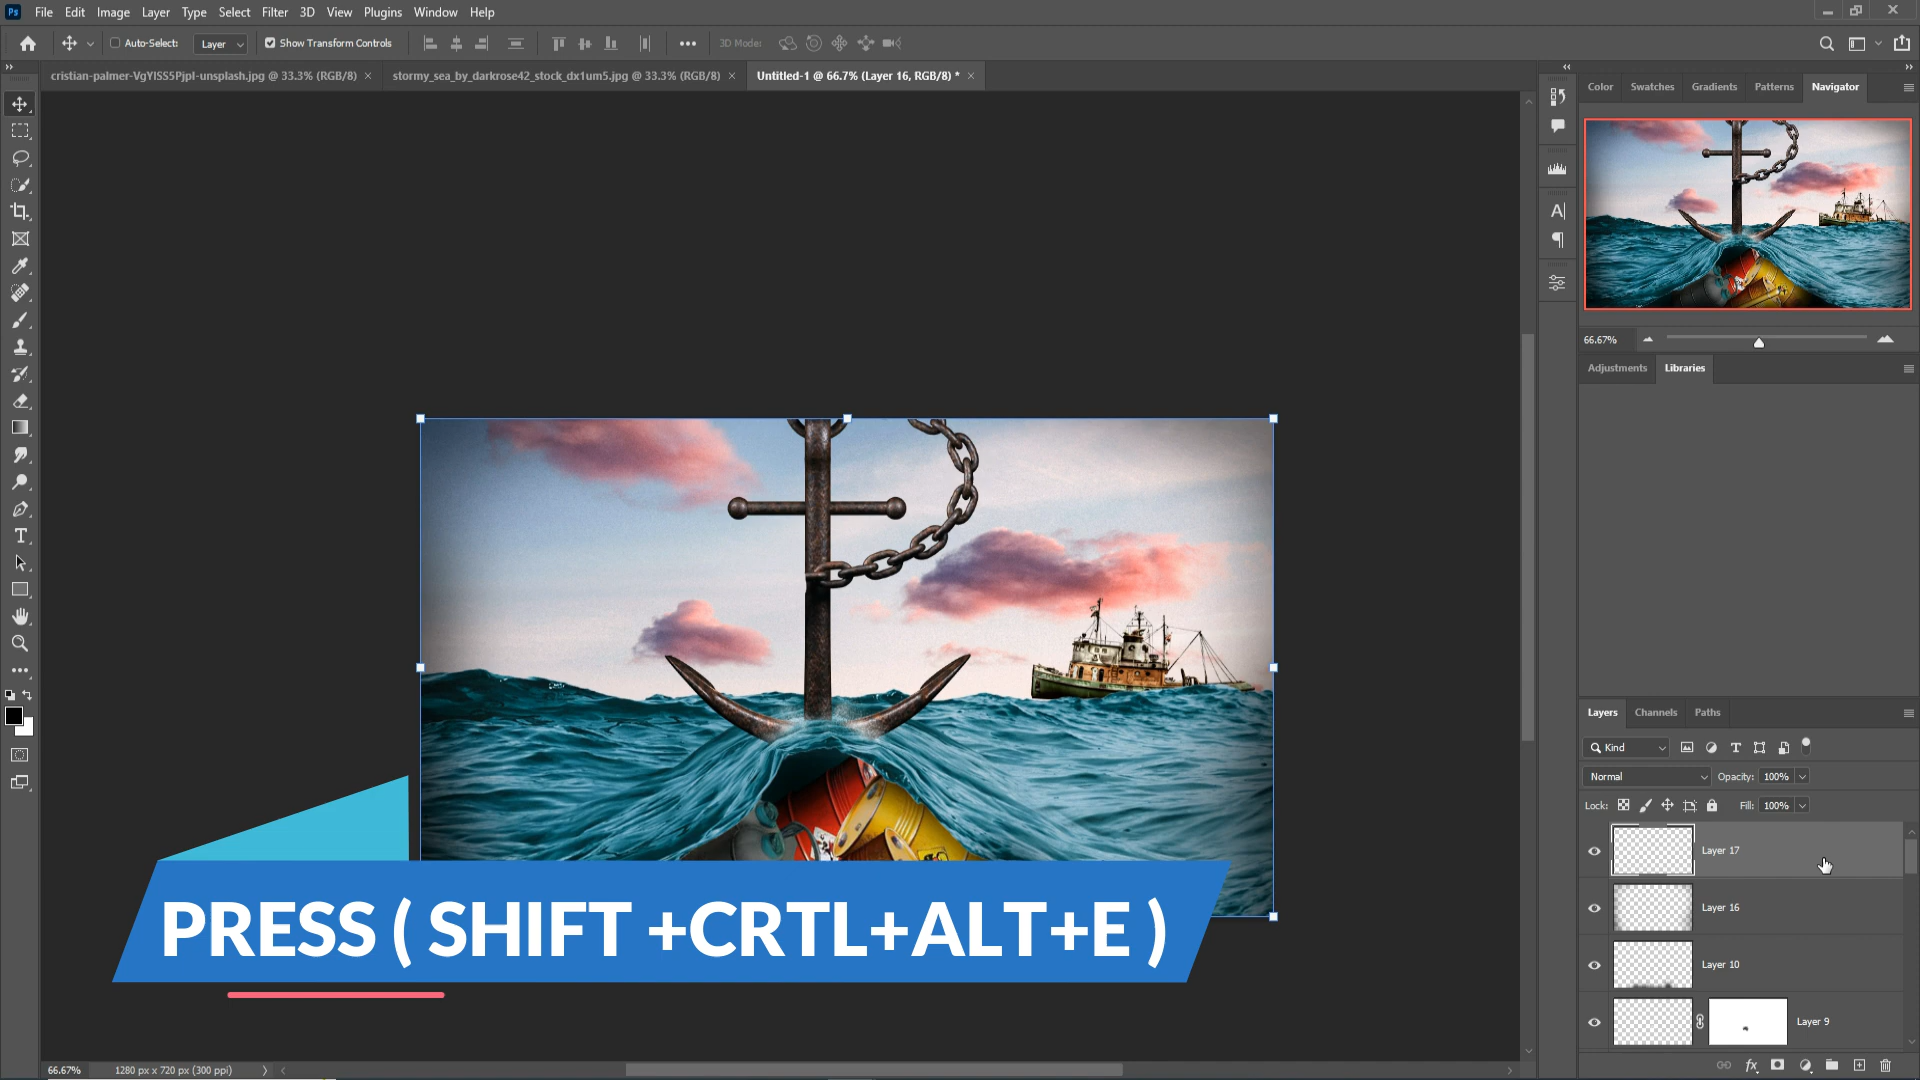 Ps File Edit Image Layer Type Select Filter 3D View Plugins Window Help
Auto-Select: Layer Show Transform Controls 3D Mode:
cristian-palmer-VgYlSS5PjpI-unsplash.jpg @ 33.3% (RGB/8) × stormy_sea_by_darkrose42_stock_dx1um5.jpg @ 33.3% (RGB/8) × Untitled-1 @ 66.7% (Layer 16, RGB/8) * ×
Color Swatches Gradients Patterns Navigator
66.67%
Adjustments Libraries
Layers Channels Paths
Kind
Normal Opacity: 100%
Lock: Fill: 100%
Layer 17
Layer 16
Layer 10
Layer 9
PRESS ( SHIFT +CRTL+ALT+E )
66.67% 1280 px x 720 px (300 ppi)